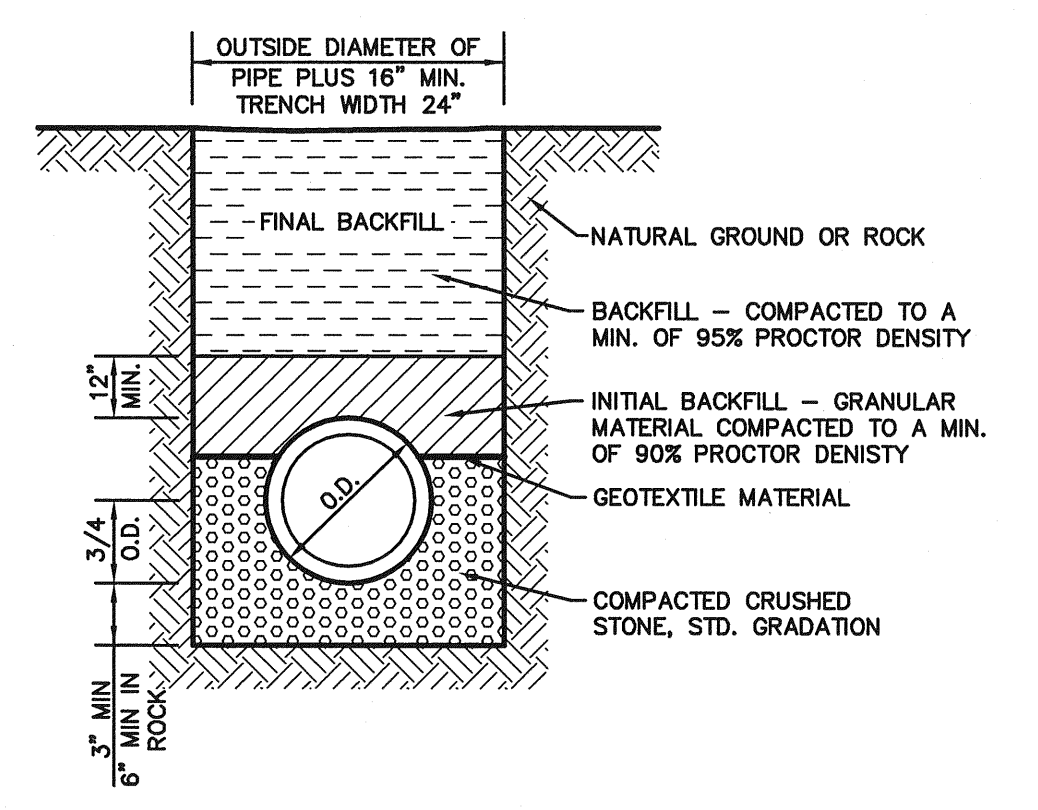 OUTSIDE DIAMETER OF
PIPE PLUS 16" MIN.
TRENCH WIDTH 24"
FINAL BACKFILL
NATURAL GROUND OR ROCK
BACKFILL – COMPACTED TO A
MIN. OF 95% PROCTOR DENSITY
12"
MIN.
INITIAL BACKFILL – GRANULAR
MATERIAL COMPACTED TO A MIN.
OF 90% PROCTOR DENISTY
GEOTEXTILE MATERIAL
O.D.
3/4
O.D.
COMPACTED CRUSHED
STONE, STD. GRADATION
3" MIN
6" MIN IN
ROCK